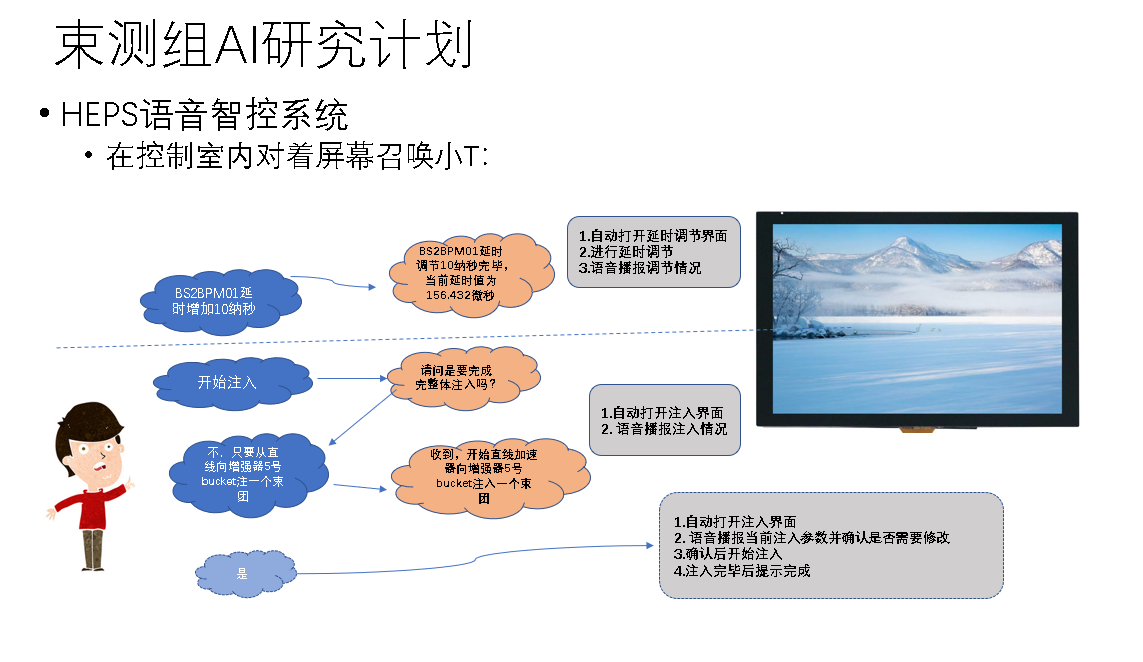 束测组AI研究计划
• HEPS语音智控系统
• 在控制室内对着屏幕召唤小T：
BS2BPM01延
时增加10纳秒
BS2BPM01延时
调节10纳秒完毕，
当前延时值为
156.432微秒
1.自动打开延时调节界面
2.进行延时调节
3.语音播报调节情况
开始注入
请问是要完成
完整体注入吗？
不，只要从直
线向增强器5号
bucket注一个束
团
收到，开始直线加速
器向增强器5号
bucket注入一个束
团
1.自动打开注入界面
2. 语音播报注入情况
是
1.自动打开注入界面
2. 语音播报当前注入参数并确认是否需要修改
3.确认后开始注入
4.注入完毕后提示完成